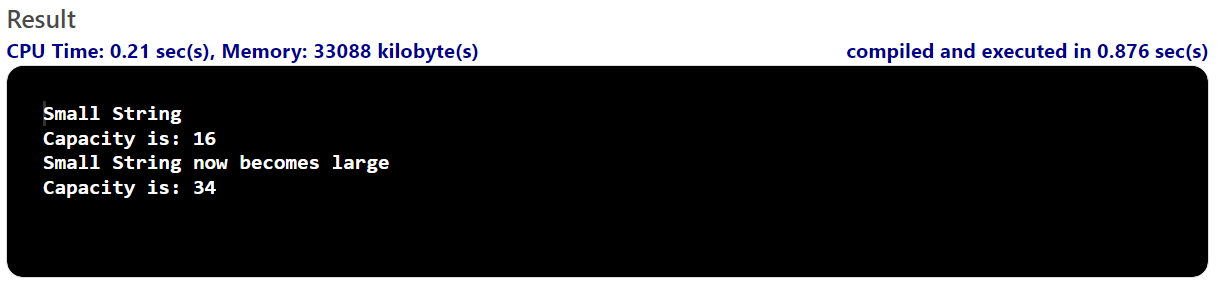 Result
CPU Time: 0.21 sec(s), Memory: 33088 kilobyte(s) compiled and executed in 0.876 sec(s)
Small String
Capacity is: 16
Small String now becomes large
Capacity is: 34